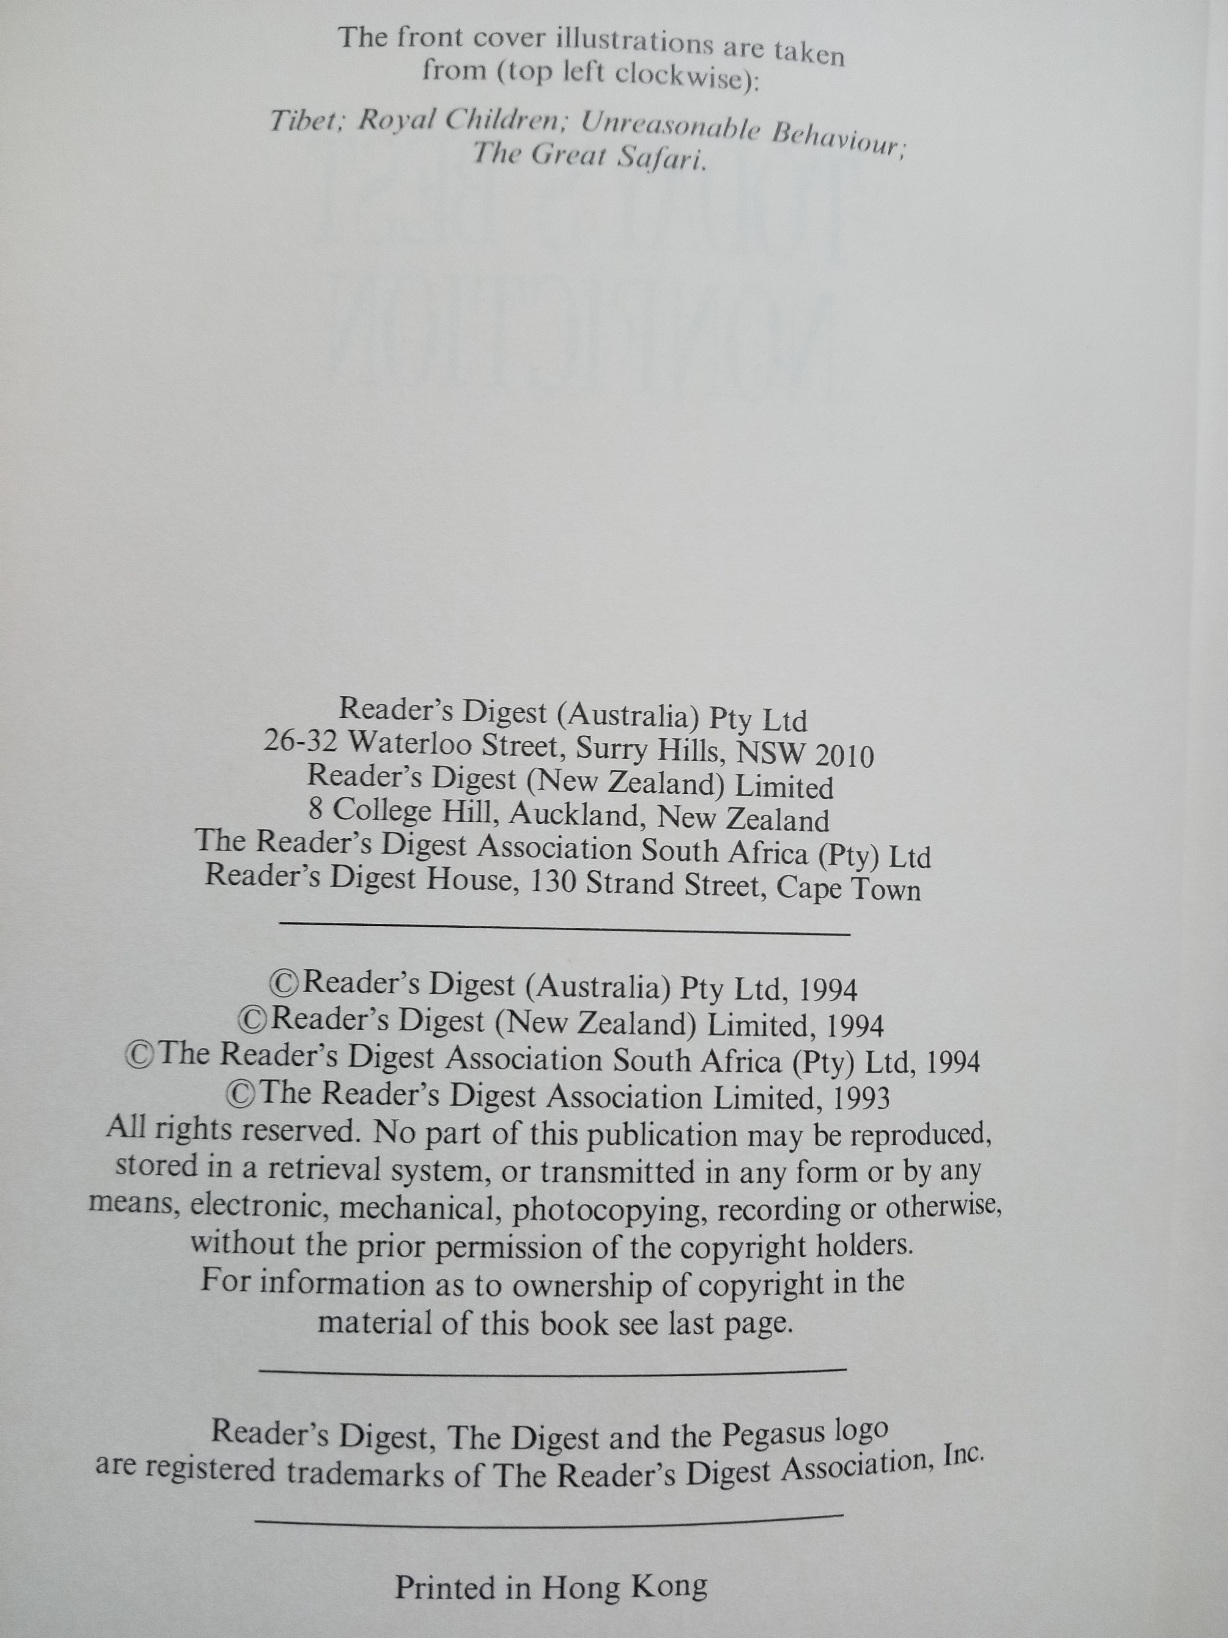 The front cover illustrations are taken
from (top left clockwise):
Tibet; Royal Children; Unreasonable Behaviour;
The Great Safari.
TODAY'S BEST
NONFICTION
Reader's Digest (Australia) Pty Ltd
26-32 Waterloo Street, Surry Hills, NSW 2010
Reader's Digest (New Zealand) Limited
8 College Hill, Auckland, New Zealand
The Reader's Digest Association South Africa (Pty) Ltd
Reader's Digest House, 130 Strand Street, Cape Town
©Reader's Digest (Australia) Pty Ltd, 1994
©Reader's Digest (New Zealand) Limited, 1994
©The Reader's Digest Association South Africa (Pty) Ltd, 1994
©The Reader's Digest Association Limited, 1993
All rights reserved. No part of this publication may be reproduced,
stored in a retrieval system, or transmitted in any form or by any
means, electronic, mechanical, photocopying, recording or otherwise,
without the prior permission of the copyright holders.
For information as to ownership of copyright in the
material of this book see last page.
Reader's Digest, The Digest and the Pegasus logo
are registered trademarks of The Reader's Digest Association, Inc.
Printed in Hong Kong